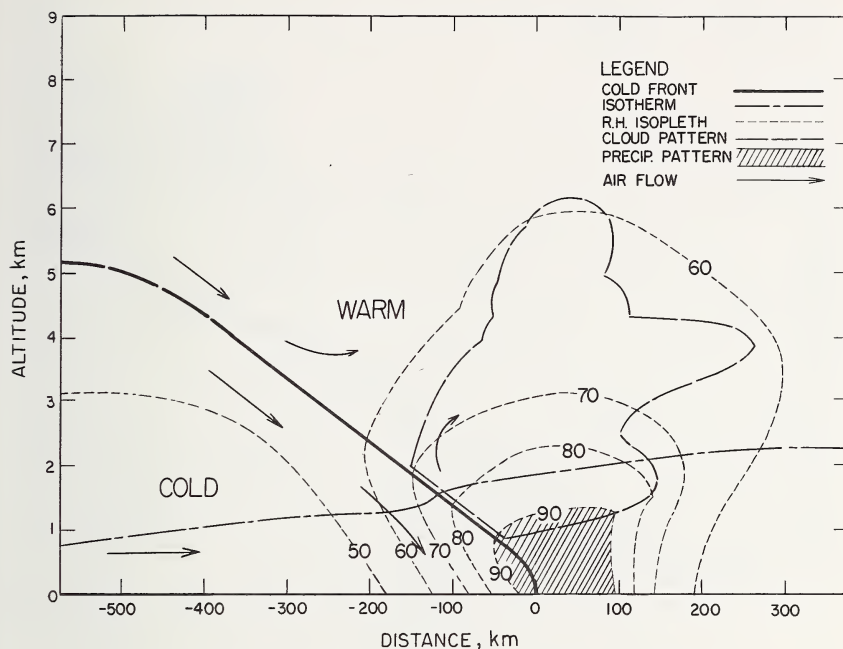 9
8
7
6
5
4
3
2
1
0
ALTITUDE, km
LEGEND
COLD FRONT
ISOTHERM
R.H. ISOPLETH
CLOUD PATTERN
PRECIP. PATTERN
AIR FLOW
60
WARM
70
80
COLD
90
50
60
70
80
90
-500
-400
-300
-200
-100
0
100
200
300
DISTANCE, km